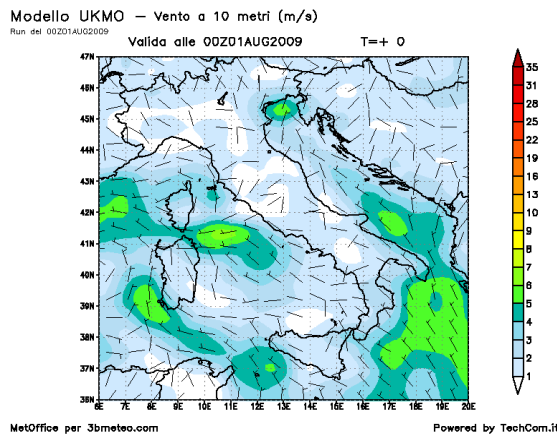 Modello UKMO – Vento a 10 metri (m/s)
Run del 00Z01AUG2009
Valida alle 00Z01AUG2009 T=+ 0
47N
46N
45N
44N
43N
42N
41N
40N
39N
38N
37N
36N
6E 7E 8E 9E 10E 11E 12E 13E 14E 15E 16E 17E 18E 19E 20E
35
31
28
25
22
19
16
13
10
9
8
7
6
5
4
3
2
1
MetOffice per 3bmeteo.com
Powered by TechCom.it